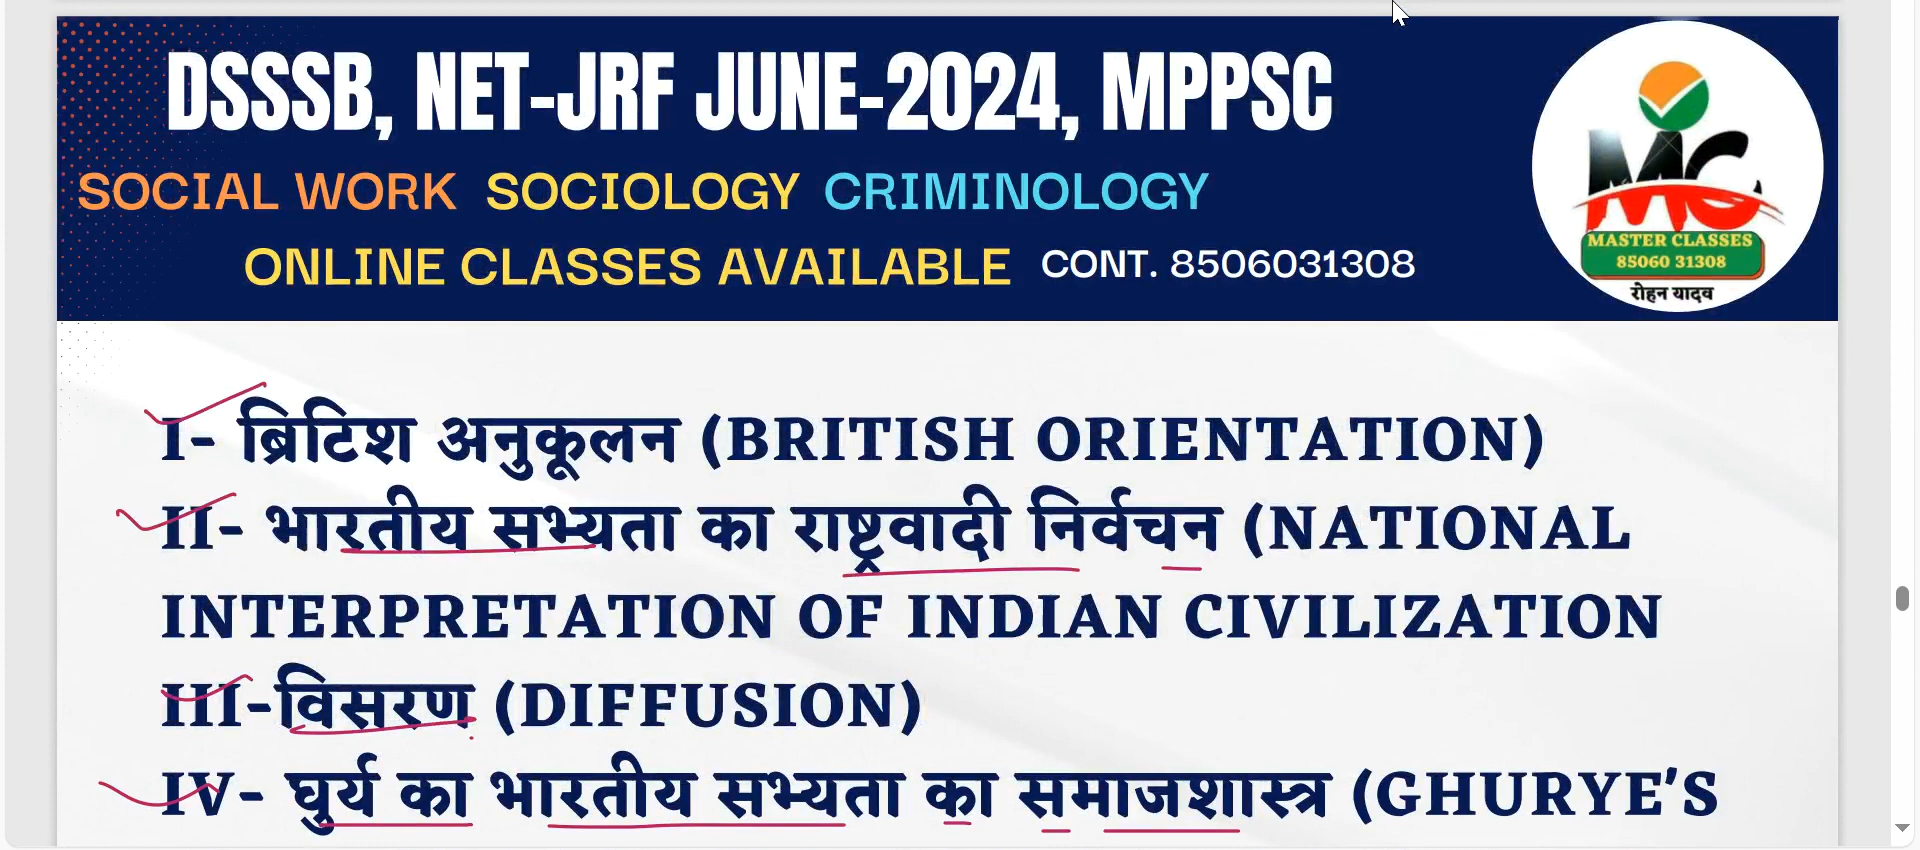 DSSSB, NET-JRF JUNE-2024, MPPSC
SOCIAL WORK SOCIOLOGY CRIMINOLOGY
ONLINE CLASSES AVAILABLE CONT. 8506031308
MC
MASTER CLASSES
85060 31308
रोहन यादव
I- ब्रिटिश अनुकूलन (BRITISH ORIENTATION)
II- भारतीय सभ्यता का राष्ट्रवादी निर्वचन (NATIONAL
INTERPRETATION OF INDIAN CIVILIZATION
III-विसरण (DIFFUSION)
IV- घुर्य का भारतीय सभ्यता का समाजशास्त्र (GHURYE'S